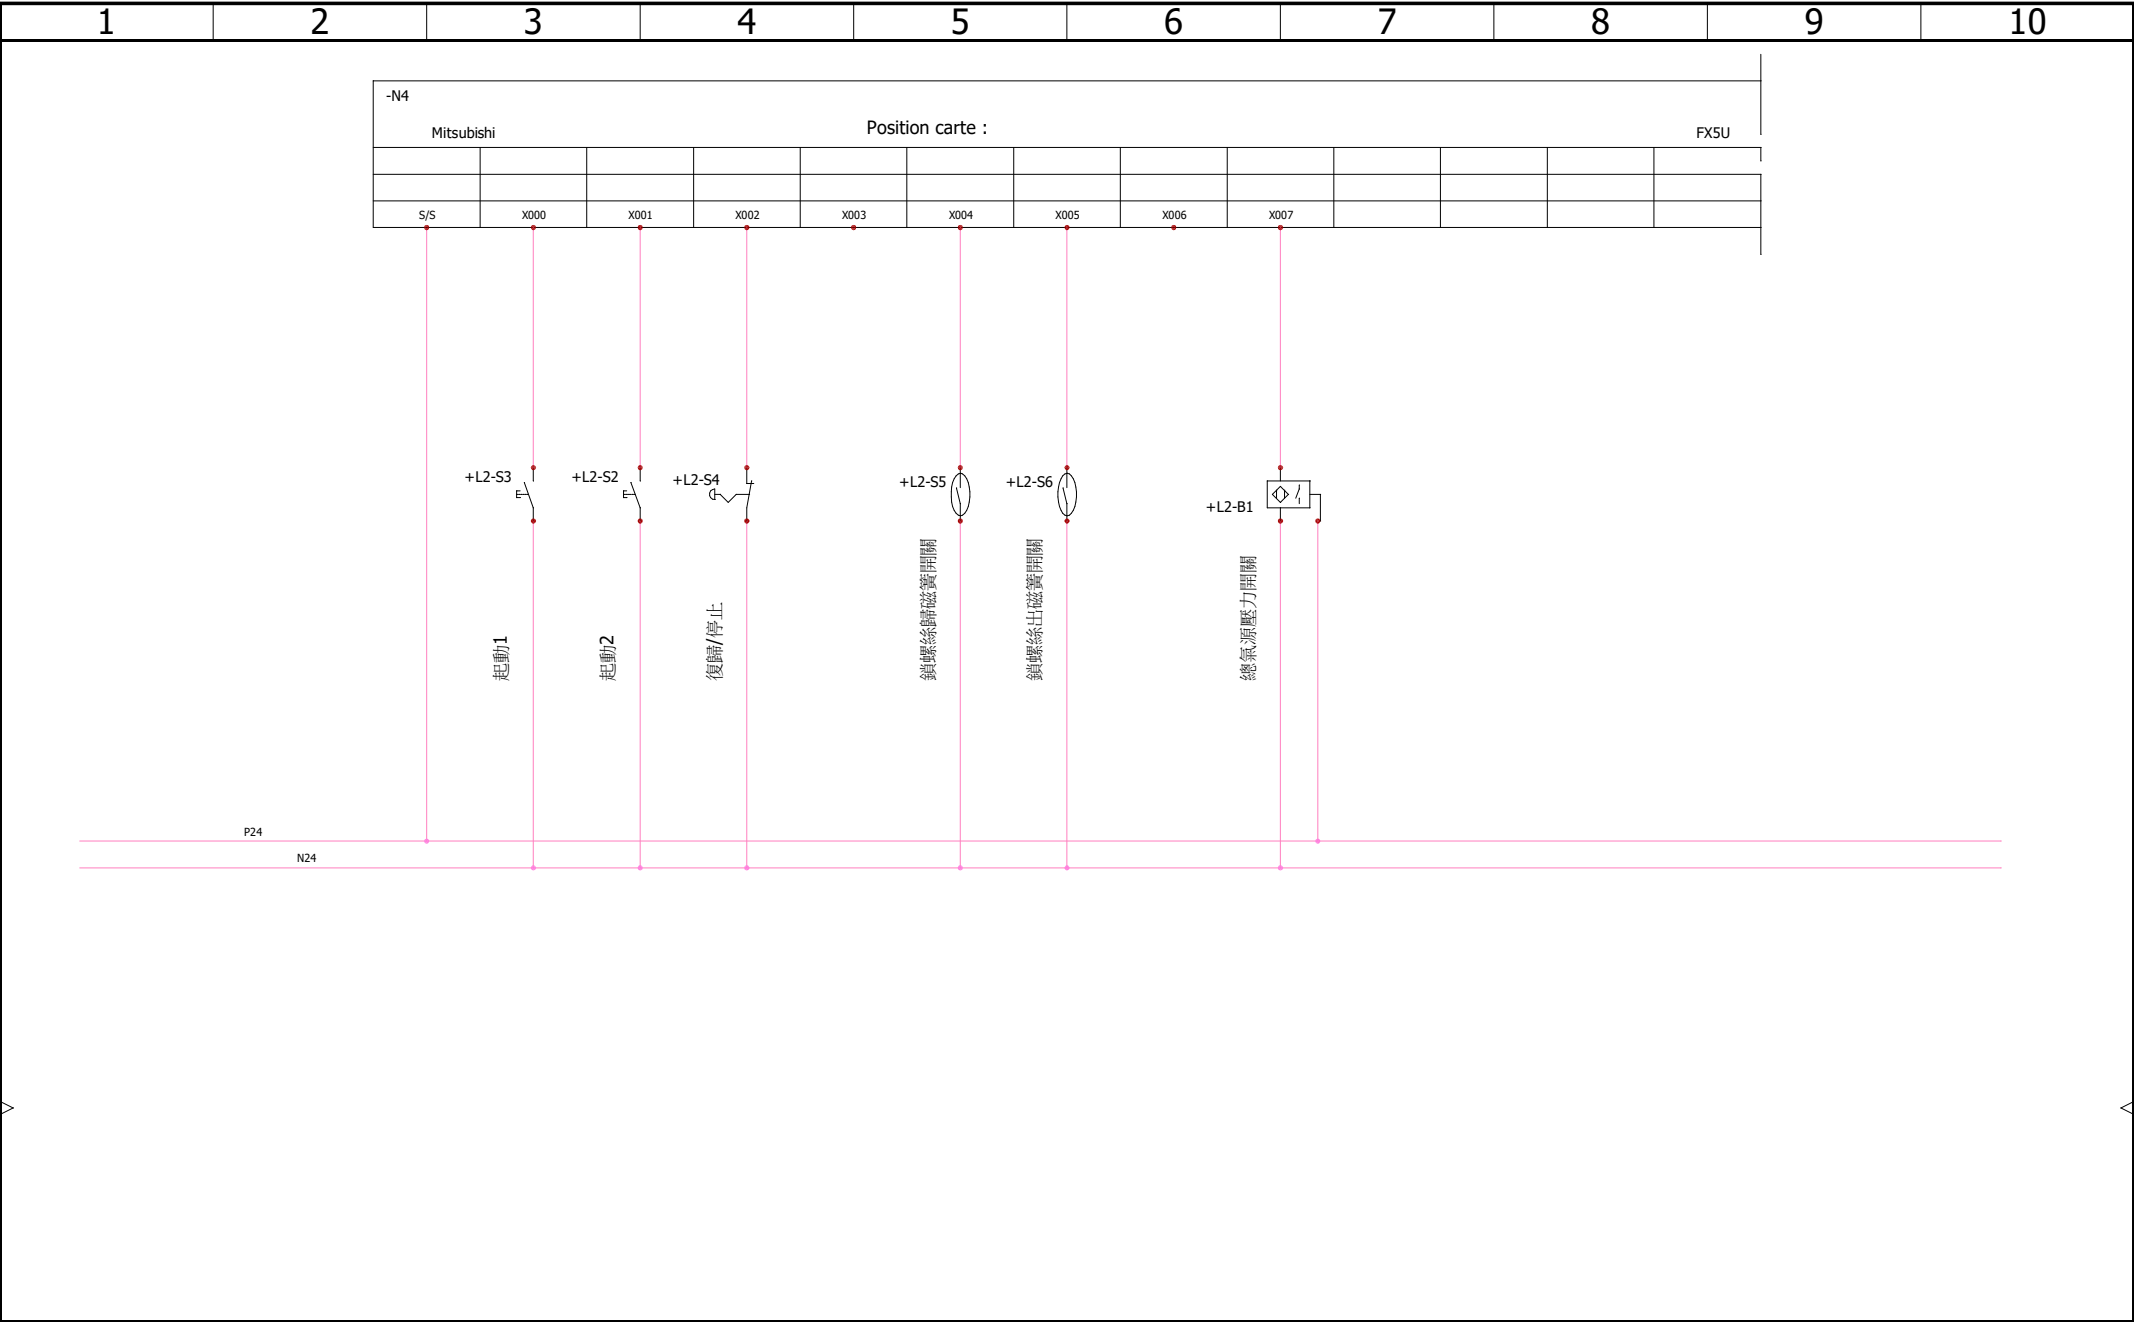 1 2 3 4 5 6 7 8 9 10
-N4
Mitsubishi Position carte : FX5U
S/S X000 X001 X002 X003 X004 X005 X006 X007
+L2-S3 +L2-S2 +L2-S4 +L2-S5 +L2-S6 +L2-B1
起動1
起動2
復歸/停止
鎖螺絲歸磁簧開關
鎖螺絲出磁簧開關
總氣源壓力開關
P24
N24